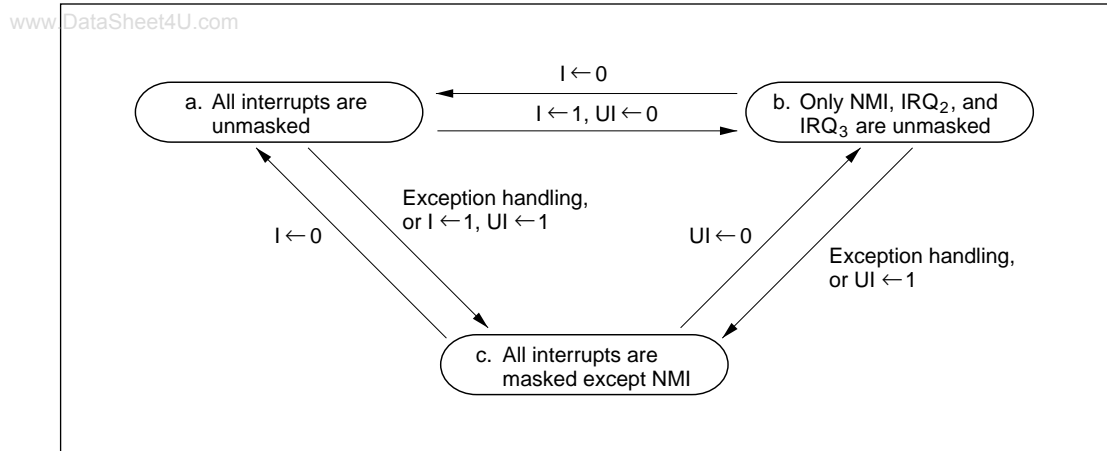 www.DataSheet4U.com
I ← 0
a. All interrupts are
unmasked
I ← 1, UI ← 0
b. Only NMI, IRQ₂, and
IRQ₃ are unmasked
Exception handling,
or I ← 1, UI ← 1
I ← 0
UI ← 0
Exception handling,
or UI ← 1
c. All interrupts are
masked except NMI